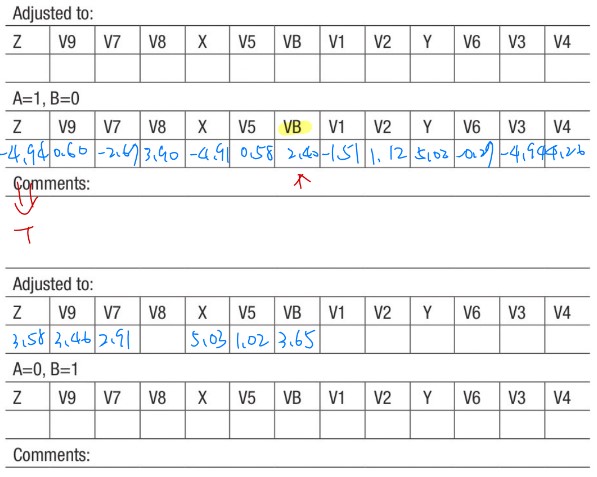 Adjusted to:
Z V9 V7 V8 X V5 VB V1 V2 Y V6 V3 V4
A=1, B=0
Z V9 V7 V8 X V5 VB V1 V2 Y V6 V3 V4
-4.94 0.60 -2.67 3.90 -4.91 0.58 2.40 -1.51 1.12 5.02 -0.27 -4.94 4.26
Comments:
T
Adjusted to:
Z V9 V7 V8 X V5 VB V1 V2 Y V6 V3 V4
3.58 3.46 2.91 5.03 1.02 3.65
A=0, B=1
Z V9 V7 V8 X V5 VB V1 V2 Y V6 V3 V4
Comments: